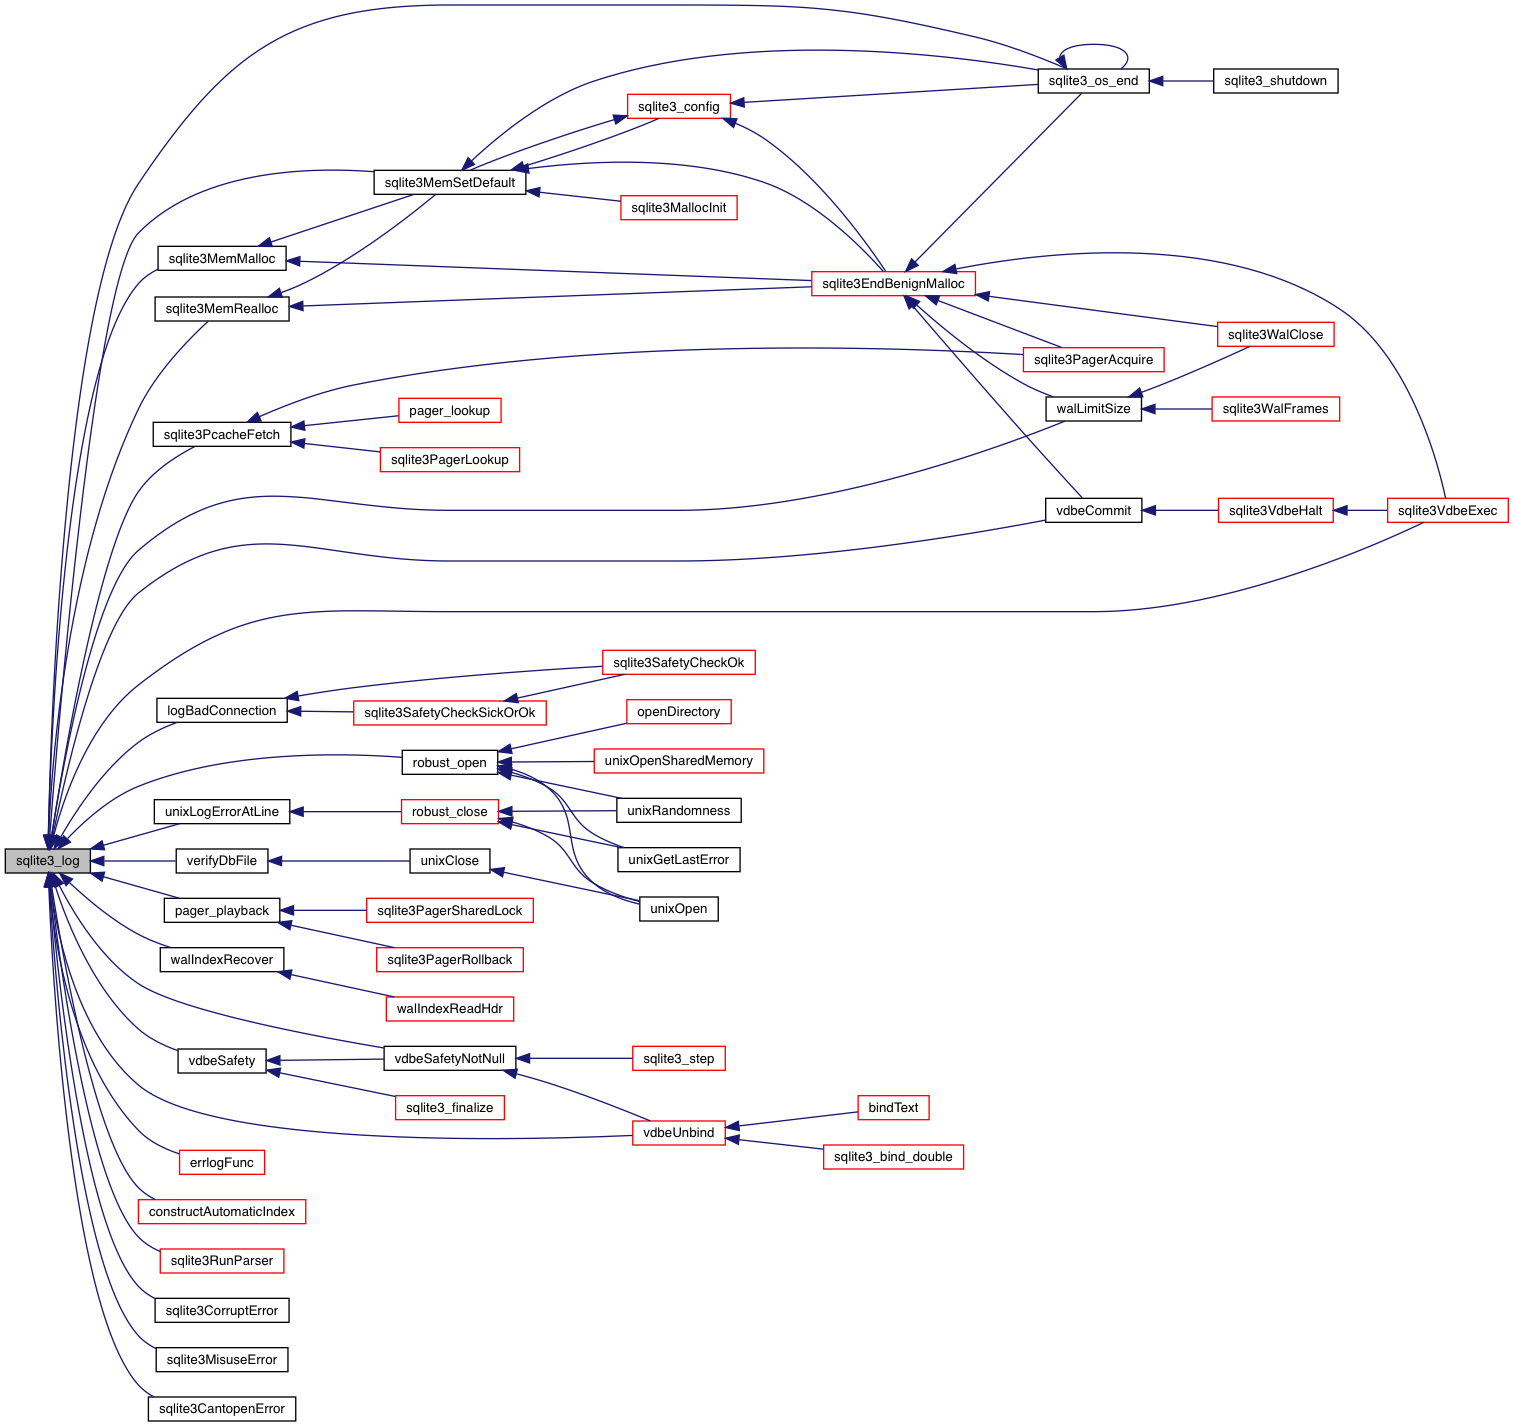 sqlite3_os_end
sqlite3_shutdown
sqlite3_config
sqlite3MemSetDefault
sqlite3MallocInit
sqlite3MemMalloc
sqlite3EndBenignMalloc
sqlite3MemRealloc
sqlite3WalClose
sqlite3PagerAcquire
pager_lookup
walLimitSize
sqlite3WalFrames
sqlite3PcacheFetch
sqlite3PagerLookup
vdbeCommit
sqlite3VdbeHalt
sqlite3VdbeExec
sqlite3SafetyCheckOk
logBadConnection
sqlite3SafetyCheckSickOrOk
openDirectory
robust_open
unixOpenSharedMemory
unixLogErrorAtLine
robust_close
unixRandomness
sqlite3_log
verifyDbFile
unixClose
unixGetLastError
pager_playback
sqlite3PagerSharedLock
unixOpen
walIndexRecover
sqlite3PagerRollback
walIndexReadHdr
vdbeSafety
vdbeSafetyNotNull
sqlite3_step
sqlite3_finalize
bindText
vdbeUnbind
sqlite3_bind_double
errlogFunc
constructAutomaticIndex
sqlite3RunParser
sqlite3CorruptError
sqlite3MisuseError
sqlite3CantopenError